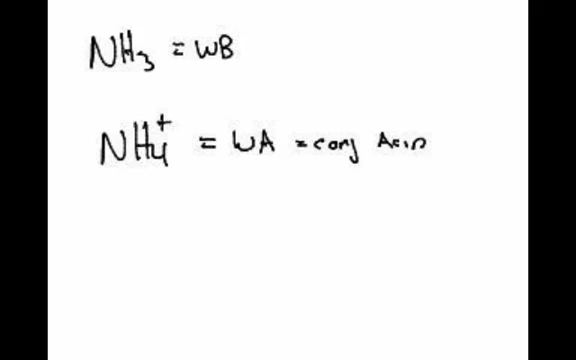 NH₃ = WB
NH₄⁺ = WA = conj Acid